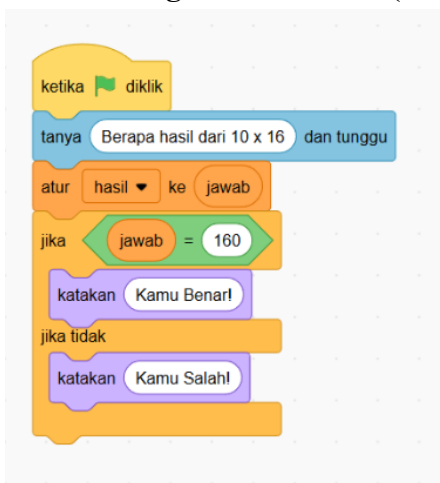 ketika diklik
tanya Berapa hasil dari 10 x 16 dan tunggu
atur hasil ke jawab
jika jawab = 160
katakan Kamu Benar!
jika tidak
katakan Kamu Salah!